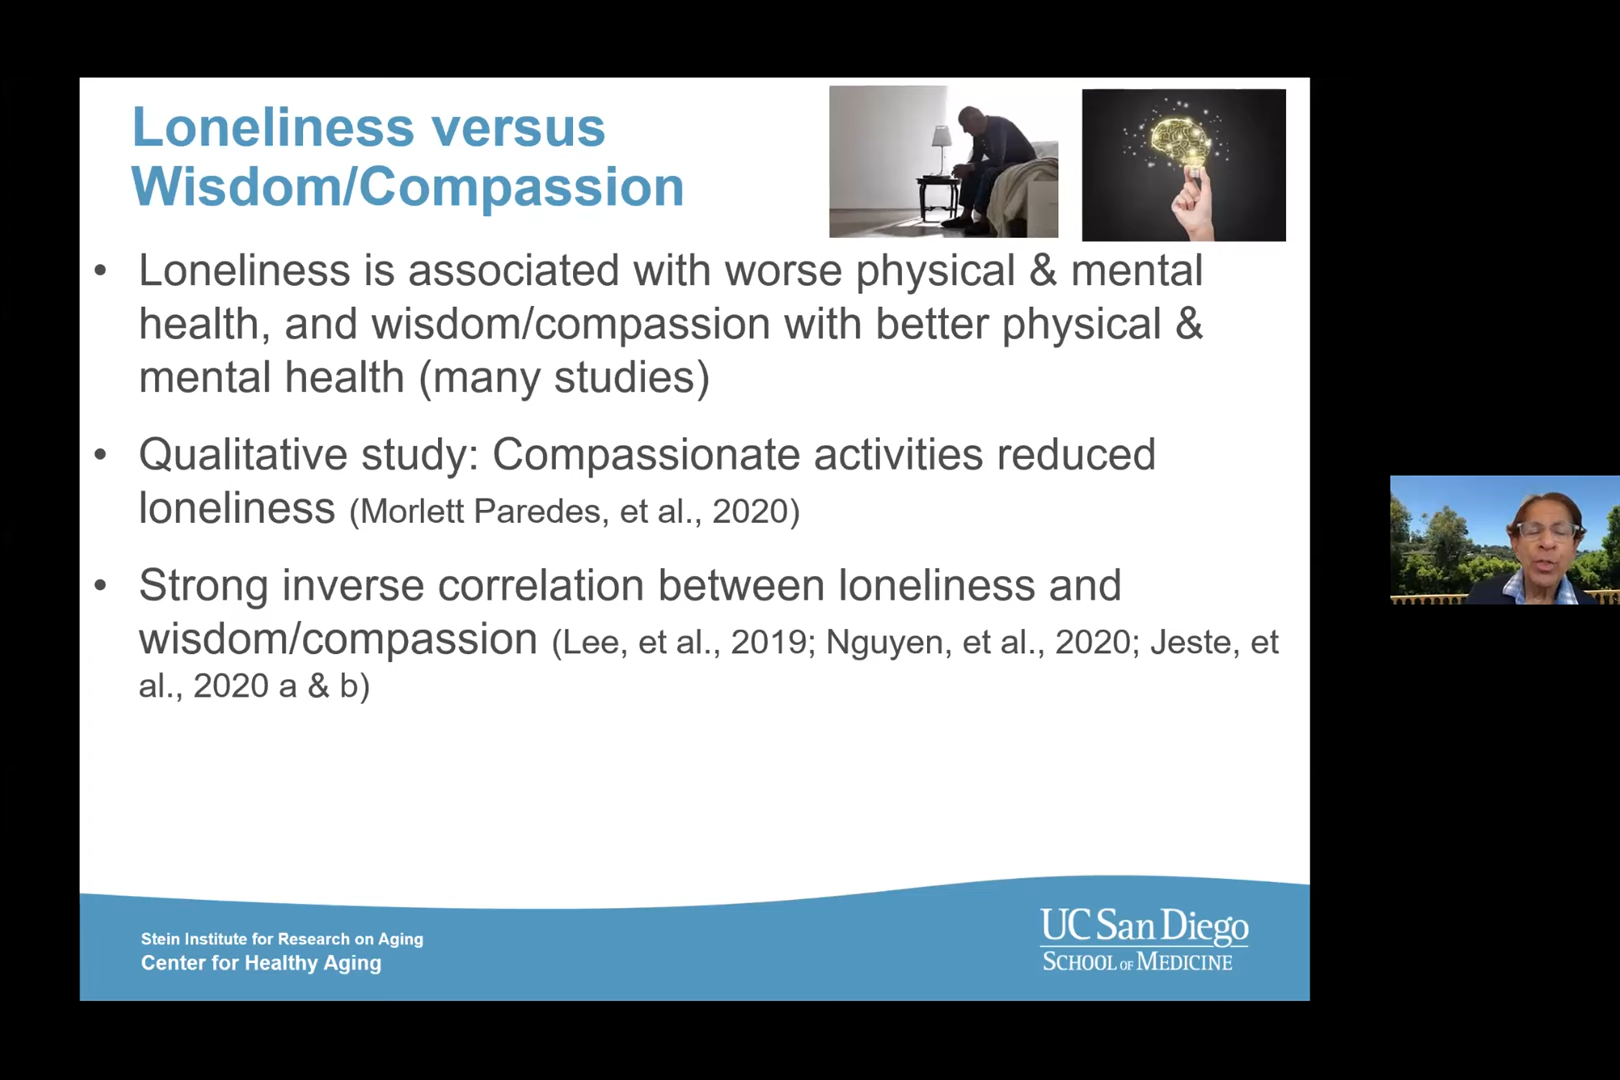 Loneliness versus
Wisdom/Compassion
• Loneliness is associated with worse physical & mental
health, and wisdom/compassion with better physical &
mental health (many studies)
• Qualitative study: Compassionate activities reduced
loneliness (Morlett Paredes, et al., 2020)
• Strong inverse correlation between loneliness and
wisdom/compassion (Lee, et al., 2019; Nguyen, et al., 2020; Jeste, et
al., 2020 a & b)
Stein Institute for Research on Aging
Center for Healthy Aging
UC San Diego
SCHOOL OF MEDICINE